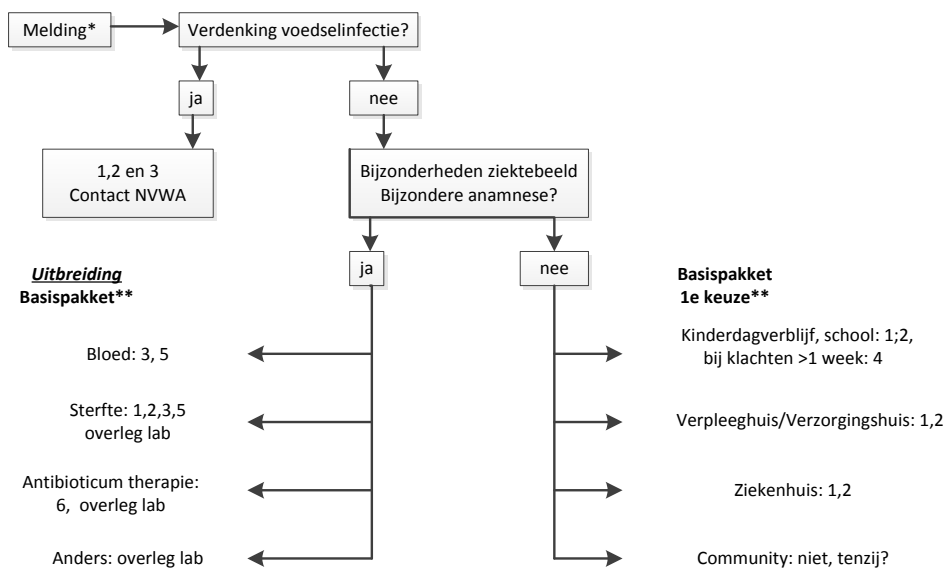 Melding*
Verdenking voedselinfectie?
ja
nee
1,2 en 3
Contact NVWA
Bijzonderheden ziektebeeld
Bijzondere anamnese?
ja
nee
Uitbreiding
Basispakket**
Basispakket
1e keuze**
Bloed: 3, 5
Sterfte: 1,2,3,5
overleg lab
Antibioticum therapie:
6, overleg lab
Anders: overleg lab
Kinderdagverblijf, school: 1;2,
bij klachten >1 week: 4
Verpleeghuis/Verzorgingshuis: 1,2
Ziekenhuis: 1,2
Community: niet, tenzij?